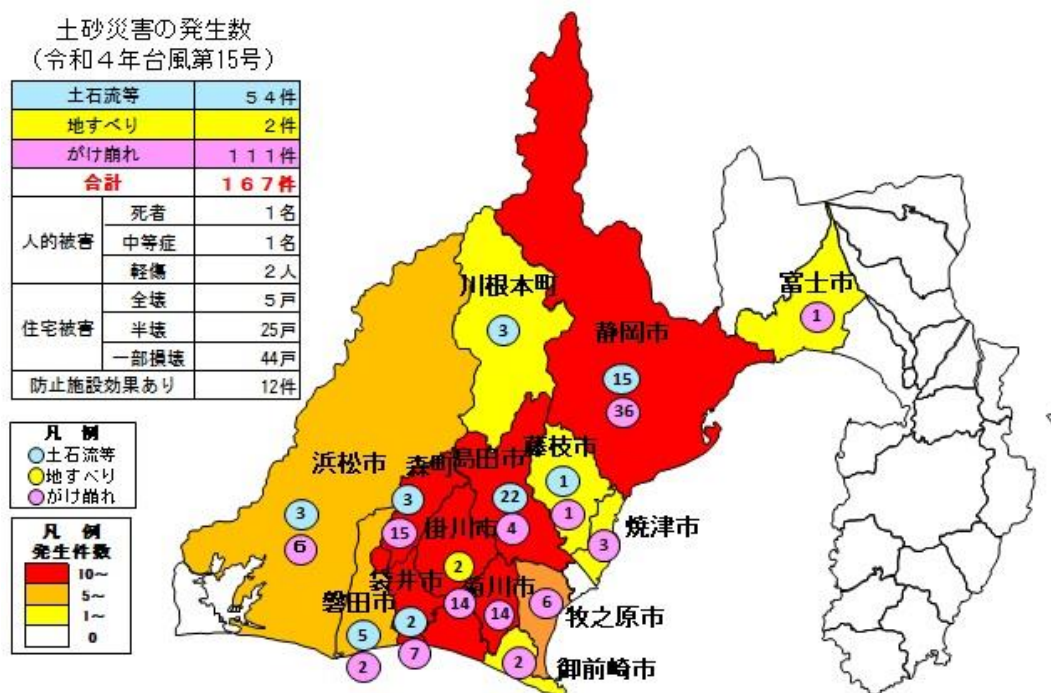 土砂災害の発生数
（令和４年台風第15号）
土石流等 ５４件
地すべり ２件
がけ崩れ １１１件
合計 １６７件
人的被害 死者 １名
中等症 １名
軽傷 ２人
住宅被害 全壊 ５戸
半壊 25戸
一部損壊 44戸
防止施設効果あり 12件
凡 例
土石流等
地すべり
がけ崩れ
凡 例
発生件数
10～
5～
1～
0
川根本町
3
静岡市
15
36
富士市
1
浜松市
3
6
森町
3
15
島田市
22
4
藤枝市
1
1
焼津市
3
掛川市
2
14
袋井市
2
7
磐田市
5
2
菊川市
14
牧之原市
6
御前崎市
2